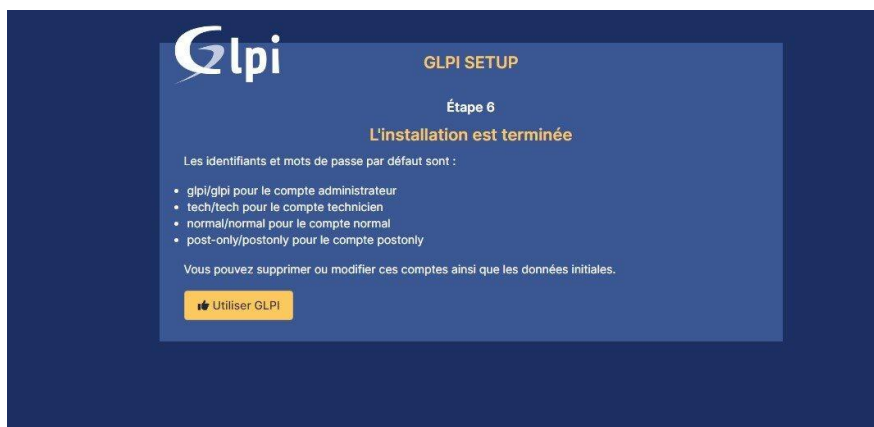 Glpi
GLPI SETUP
Étape 6
L'installation est terminée
Les identifiants et mots de passe par défaut sont :
• glpi/glpi pour le compte administrateur
• tech/tech pour le compte technicien
• normal/normal pour le compte normal
• post-only/postonly pour le compte postonly
Vous pouvez supprimer ou modifier ces comptes ainsi que les données initiales.
Utiliser GLPI